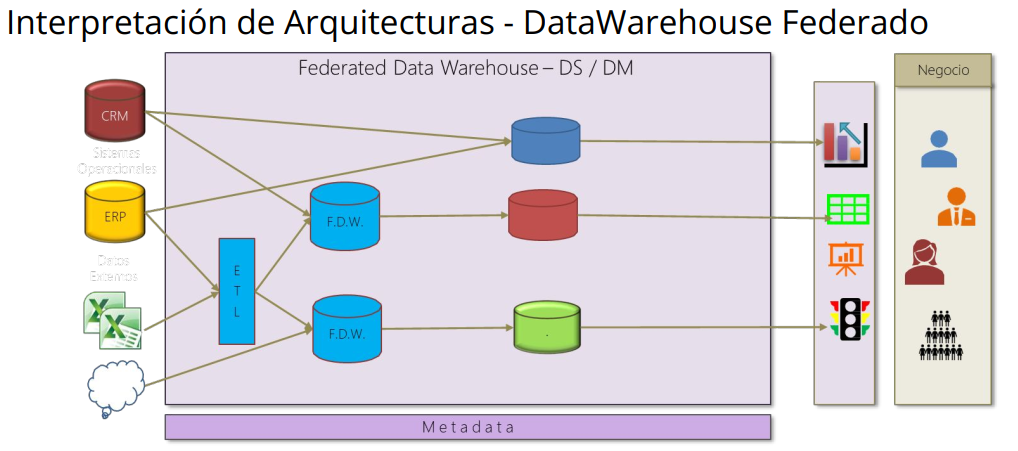 Interpretación de Arquitecturas - DataWarehouse Federado
Federated Data Warehouse – DS / DM
Negocio
CRM
Sistemas
Operacionales
ERP
F.D.W.
Datos
Externos
E
T
L
F.D.W.
.
Metadata